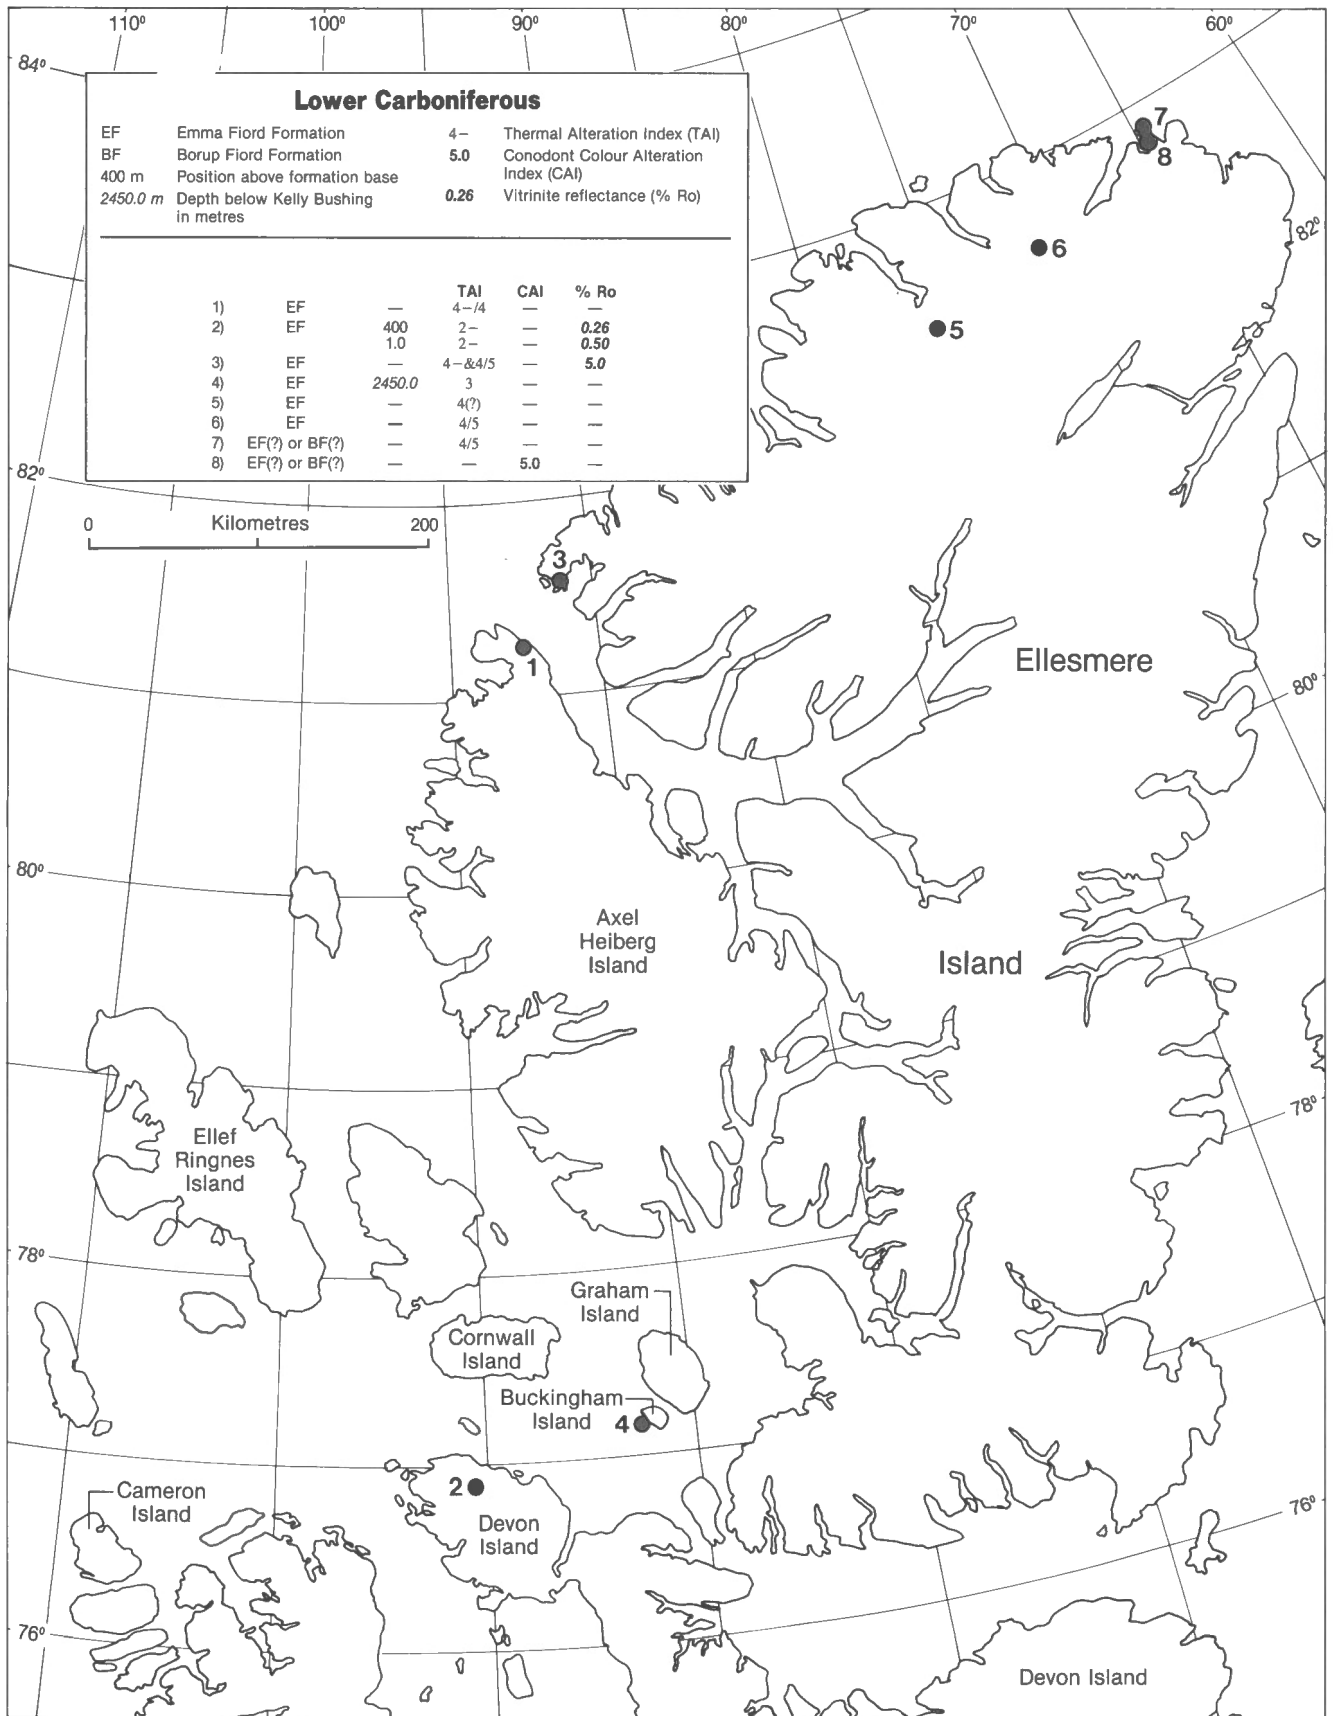 110° 100° 90° 80° 70° 60°
84°
Lower Carboniferous
EF Emma Fiord Formation 4– Thermal Alteration Index (TAI)
BF Borup Fiord Formation 5.0 Conodont Colour Alteration
Index (CAI)
400 m Position above formation base
2450.0 m Depth below Kelly Bushing 0.26 Vitrinite reflectance (% Ro)
in metres
TAI CAI % Ro
1) EF — 4–/4 — —
2) EF 400 2– — 0.26
1.0 2– — 0.50
3) EF — 4–&4/5 — 5.0
4) EF 2450.0 3 — —
5) EF — 4(?) — —
6) EF — 4/5 — —
7) EF(?) or BF(?) — 4/5 — —
8) EF(?) or BF(?) — — 5.0 —
7
8
82°
6
5
82°
0 Kilometres 200
3
1
Ellesmere
80°
80°
Axel
Heiberg
Island
Island
78°
Ellef
Ringnes
Island
78°
Graham
Island
Cornwall
Island
Buckingham
Island
4
2
Cameron
Island
Devon
Island
76°
76°
Devon Island